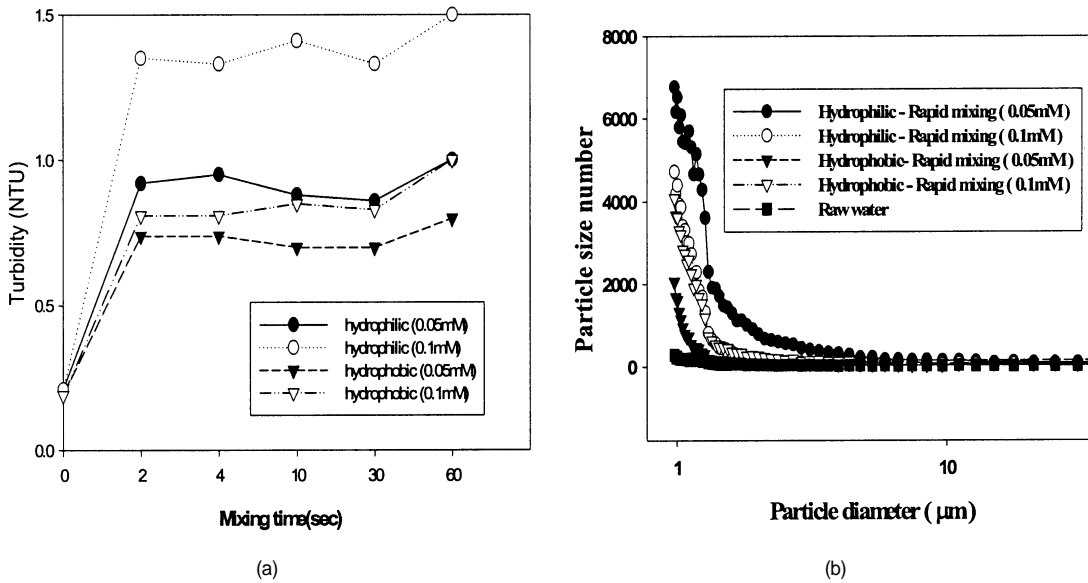 1.5
1.0
0.5
0.0
Turbidity (NTU)
hydrophilic (0.05mM)
hydrophilic (0.1mM)
hydrophobic (0.05mM)
hydrophobic (0.1mM)
0 2 4 10 30 60
Mixing time(sec)
(a)
8000
6000
4000
2000
0
Particle size number
Hydrophilic - Rapid mixing ( 0.05mM)
Hydrophilic - Rapid mixing ( 0.1mM)
Hydrophobic- Rapid mixing ( 0.05mM)
Hydrophobic - Rapid mixing ( 0.1mM)
Raw water
1 10
Particle diameter ( μm)
(b)